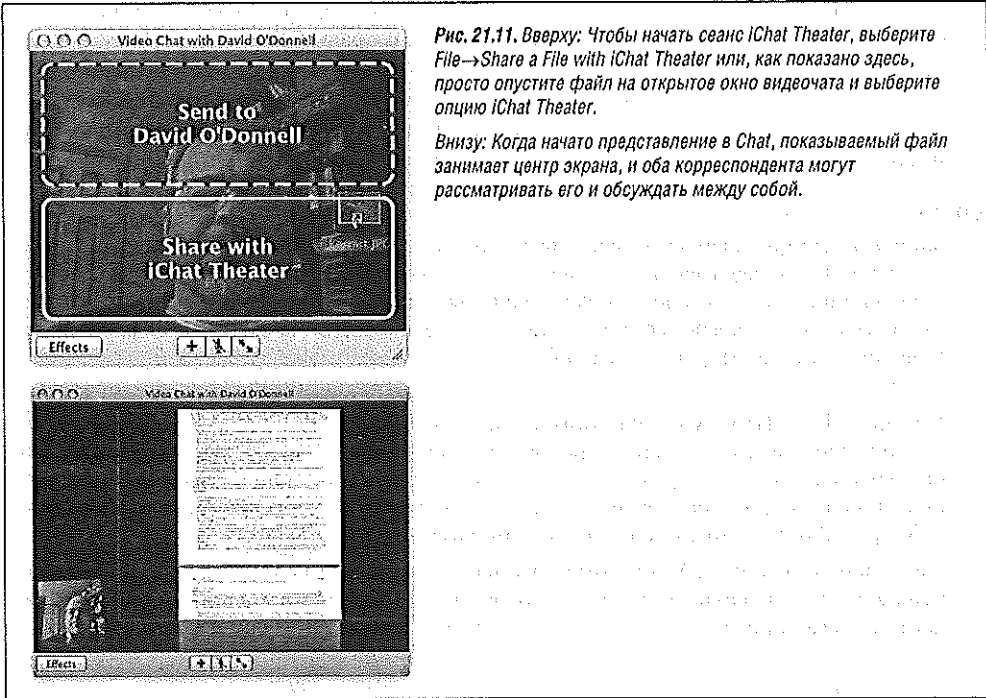 Video Chat with David O'Donnell
Send to
David O'Donnell
Share with
iChat Theater
Effects
Рис. 21.11. Вверху: Чтобы начать сеанс iChat Theater, выберите
File→Share a File with iChat Theater или, как показано здесь,
просто опустите файл на открытое окно видеочата и выберите
опцию iChat Theater.
Внизу: Когда начато представление в Chat, показываемый файл
занимает центр экрана, и оба корреспондента могут
рассматривать его и обсуждать между собой.
Video Chat with David O'Donnell
Effects